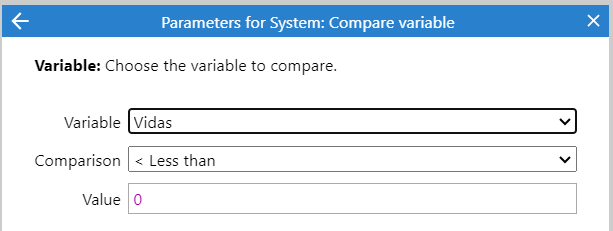 Parameters for System: Compare variable
Variable: Choose the variable to compare.
Variable Vidas
Comparison < Less than
Value 0